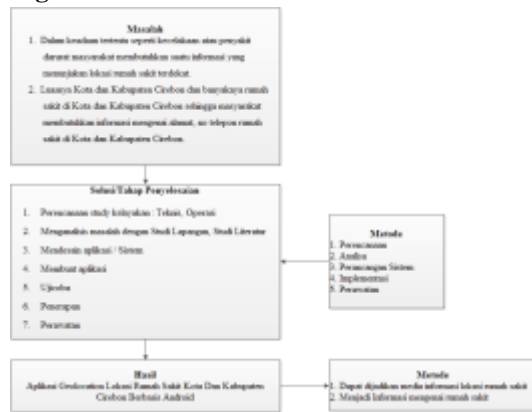 Masalah
1. Dalam keadaan tertentu seperti kecelakaan atau penyakit
darurat masyarakat membutuhkan suatu informasi yang
menunjukan lokasi rumah sakit terdekat.
2. Luasnya Kota dan Kabupaten Cirebon dan banyaknya rumah
sakit di Kota dan Kabupaten Cirebon sehingga masyarakat
membutuhkan informasi mengenai alamat, no telepon rumah
sakit di Kota dan Kabupaten Cirebon.
Solusi/Tahap Penyelesaian
1. Perencanaan study kelayakan : Teknis, Operasi
2. Menganalisis masalah dengan Studi Lapangan, Studi Literatur
3. Mendesain aplikasi / Sistem
4. Membuat aplikasi
5. Ujicoba
6. Penerapan
7. Perawatan
Metode
1. Perencanaan
2. Analisa
3. Perancangan Sistem
4. Implementasi
5. Perawatan
Hasil
Aplikasi Geolocation Lokasi Rumah Sakit Kota Dan Kabupaten
Cirebon Berbasis Android
Metode
1. Dapat dijadikan media informasi lokasi rumah sakit
2. Menjadi Informasi mengenai rumah sakit